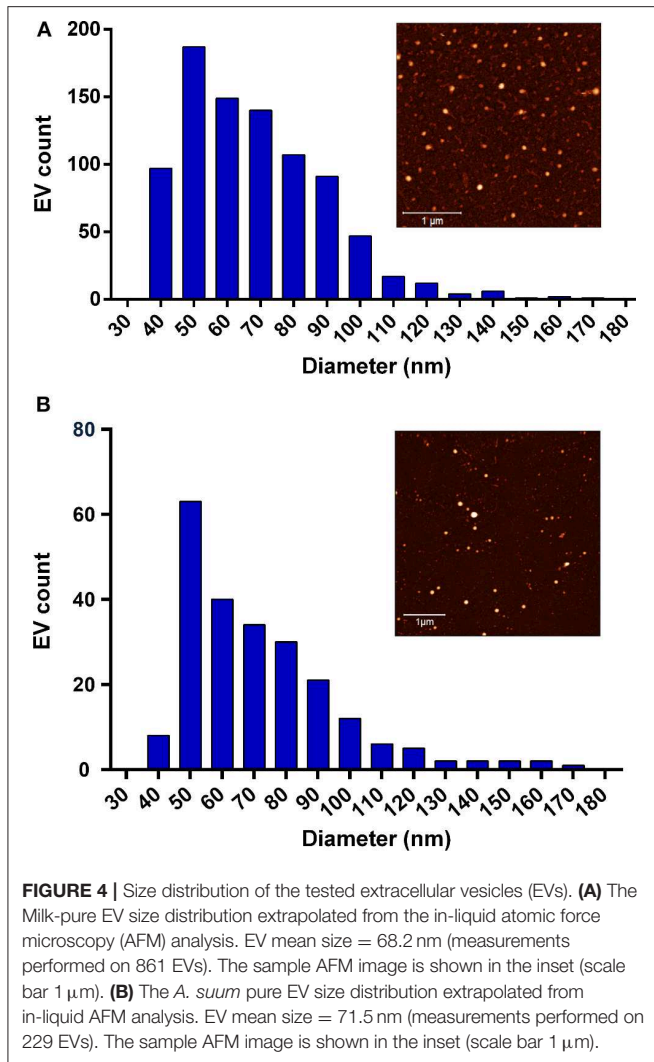 A
200
150
100
50
0
EV count
1 µm
30 40 50 60 70 80 90 100 110 120 130 140 150 160 170 180
Diameter (nm)
B
80
60
40
20
0
EV count
1µm
30 40 50 60 70 80 90 100 110 120 130 140 150 160 170 180
Diameter (nm)
FIGURE 4 | Size distribution of the tested extracellular vesicles (EVs). (A) The
Milk-pure EV size distribution extrapolated from the in-liquid atomic force
microscopy (AFM) analysis. EV mean size = 68.2 nm (measurements
performed on 861 EVs). The sample AFM image is shown in the inset (scale
bar 1 µm). (B) The A. suum pure EV size distribution extrapolated from
in-liquid AFM analysis. EV mean size = 71.5 nm (measurements performed on
229 EVs). The sample AFM image is shown in the inset (scale bar 1 µm).